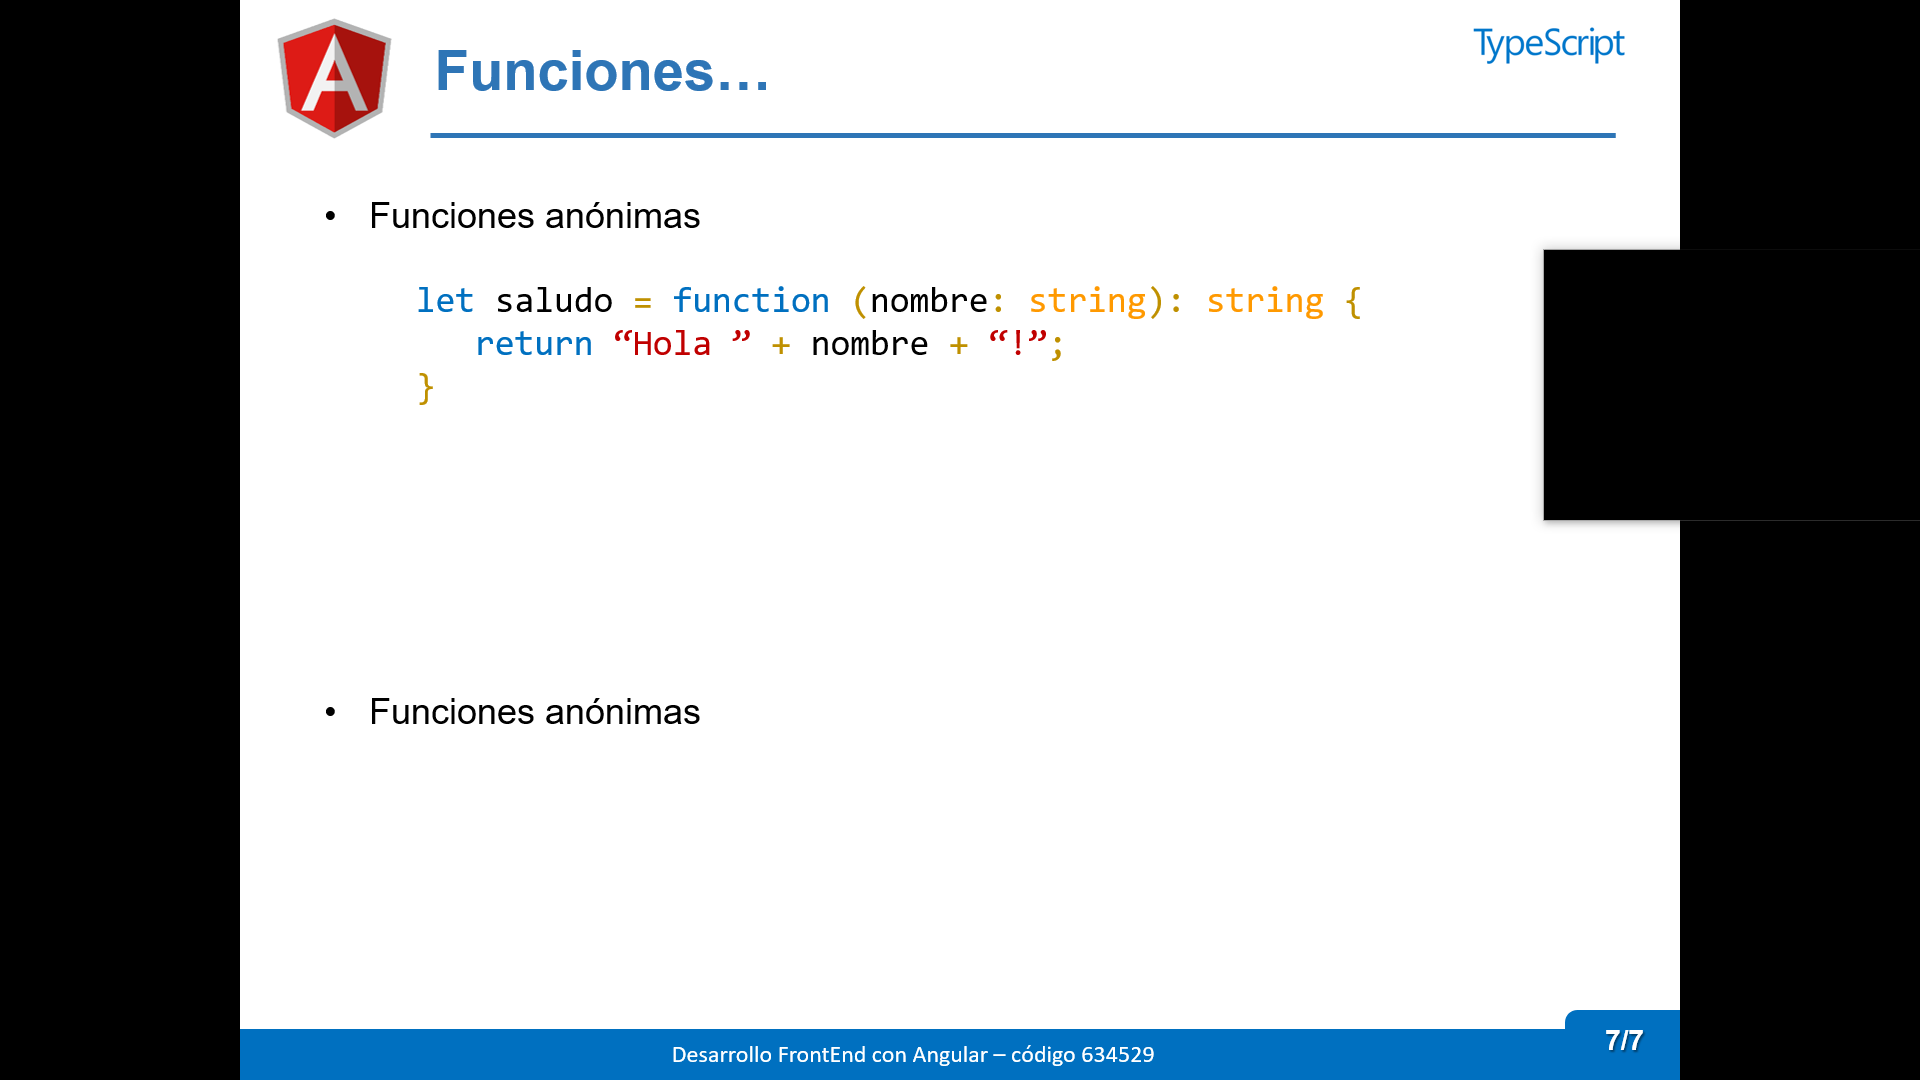 Funciones…
TypeScript
• Funciones anónimas
let saludo = function (nombre: string): string {
return “Hola ” + nombre + “!”;
}
• Funciones anónimas
7/7
Desarrollo FrontEnd con Angular – código 634529